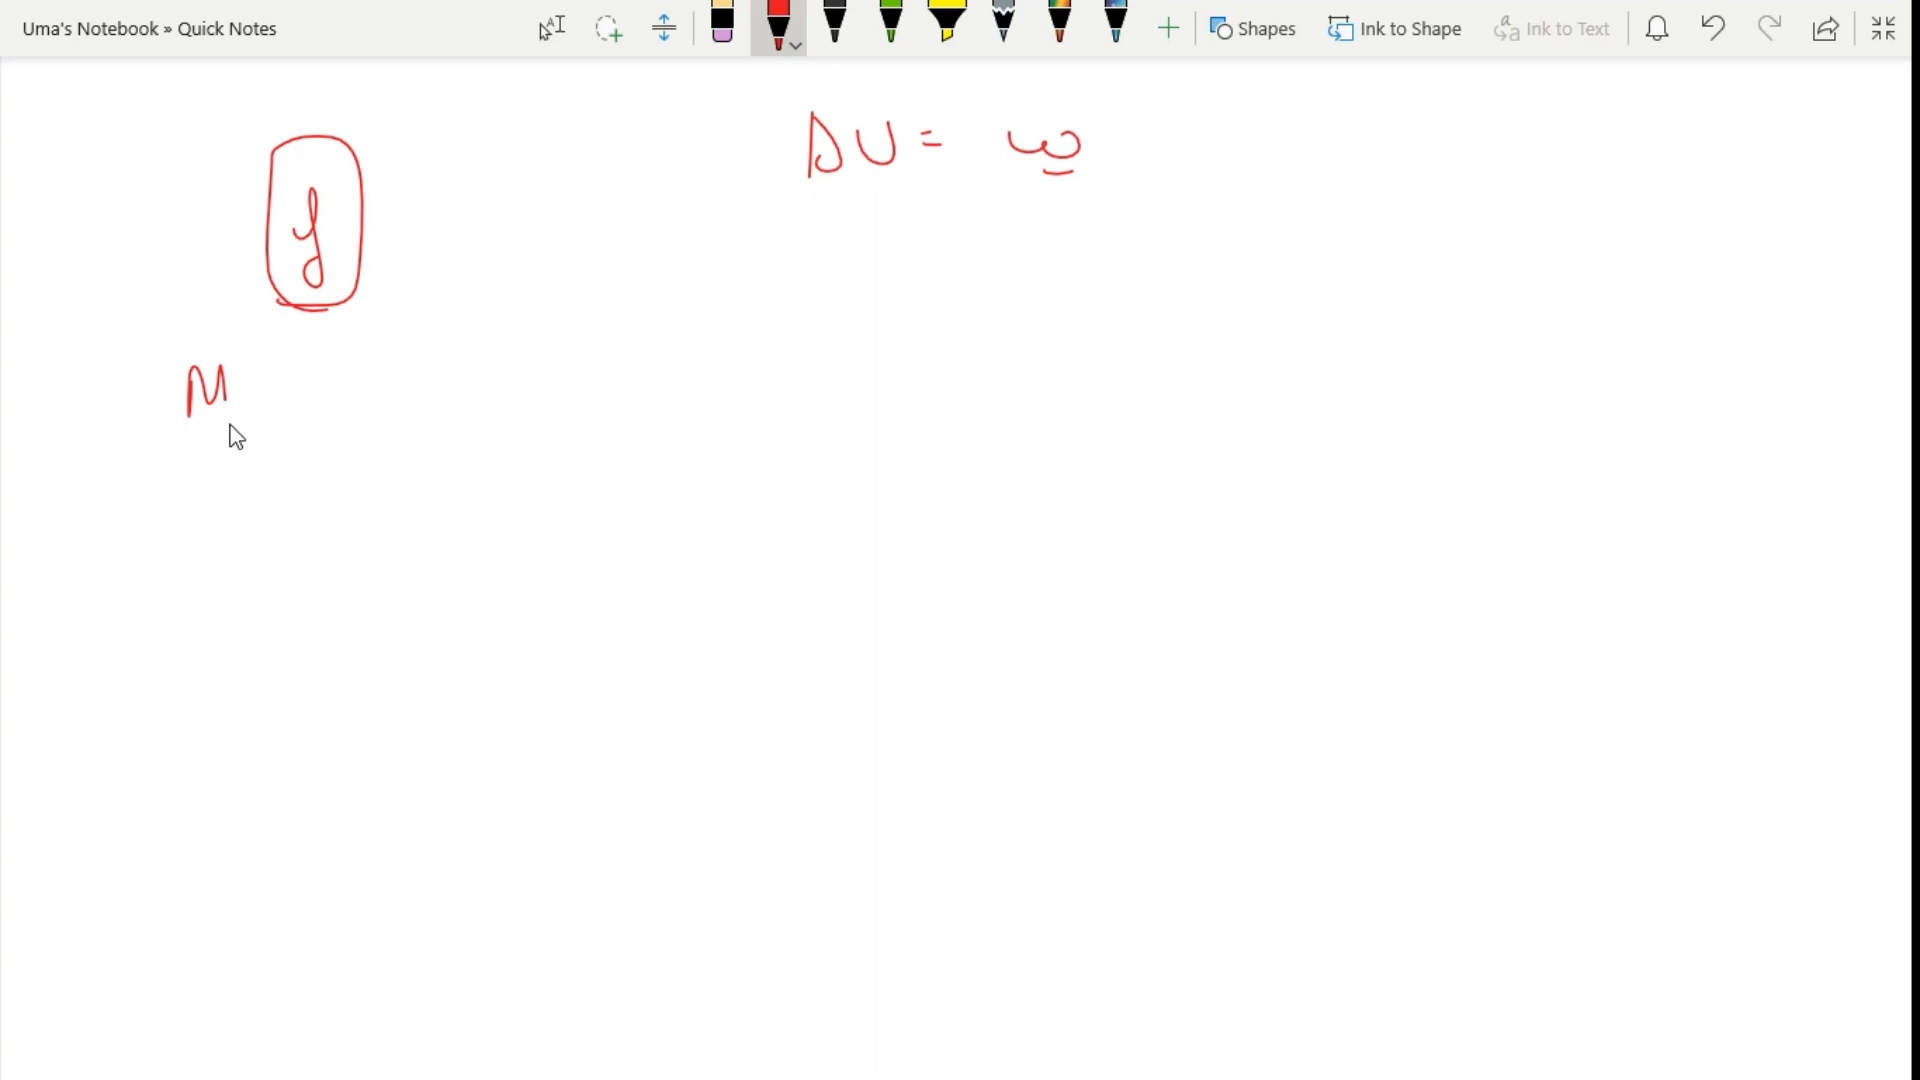 Uma's Notebook » Quick Notes Shapes Ink to Shape Ink to Text
ΔU = ω
M